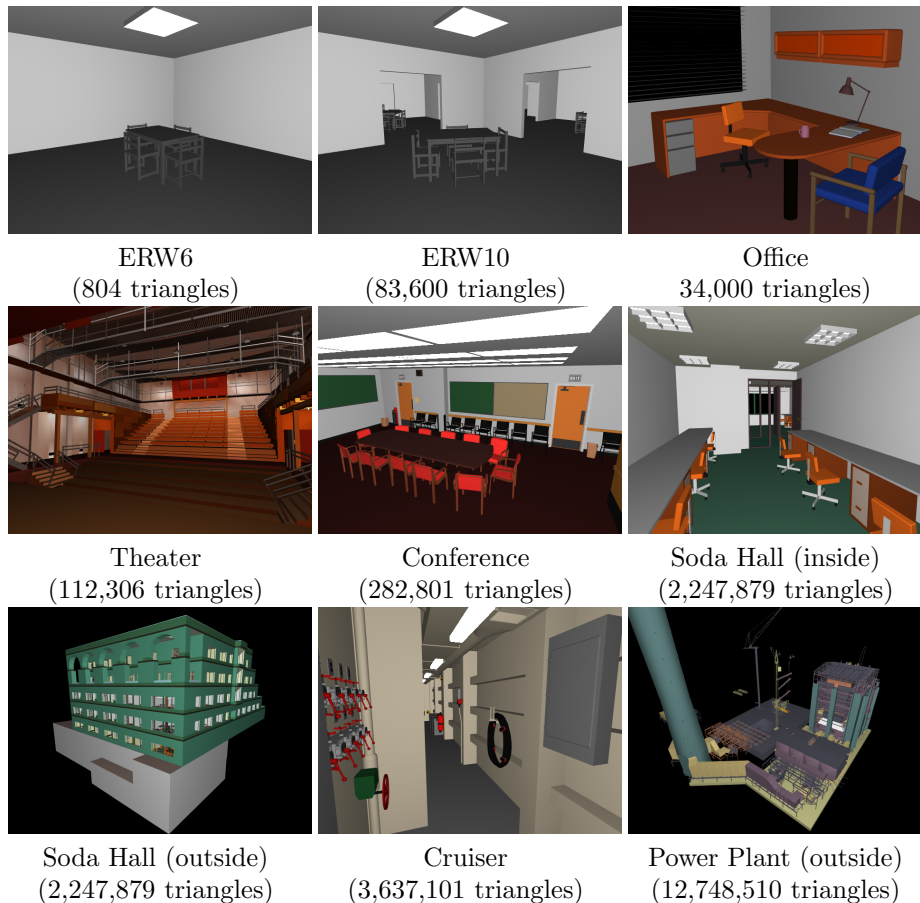 ERW6
(804 triangles)
ERW10
(83,600 triangles)
Office
34,000 triangles)
Theater
(112,306 triangles)
Conference
(282,801 triangles)
Soda Hall (inside)
(2,247,879 triangles)
Soda Hall (outside)
(2,247,879 triangles)
Cruiser
(3,637,101 triangles)
Power Plant (outside)
(12,748,510 triangles)